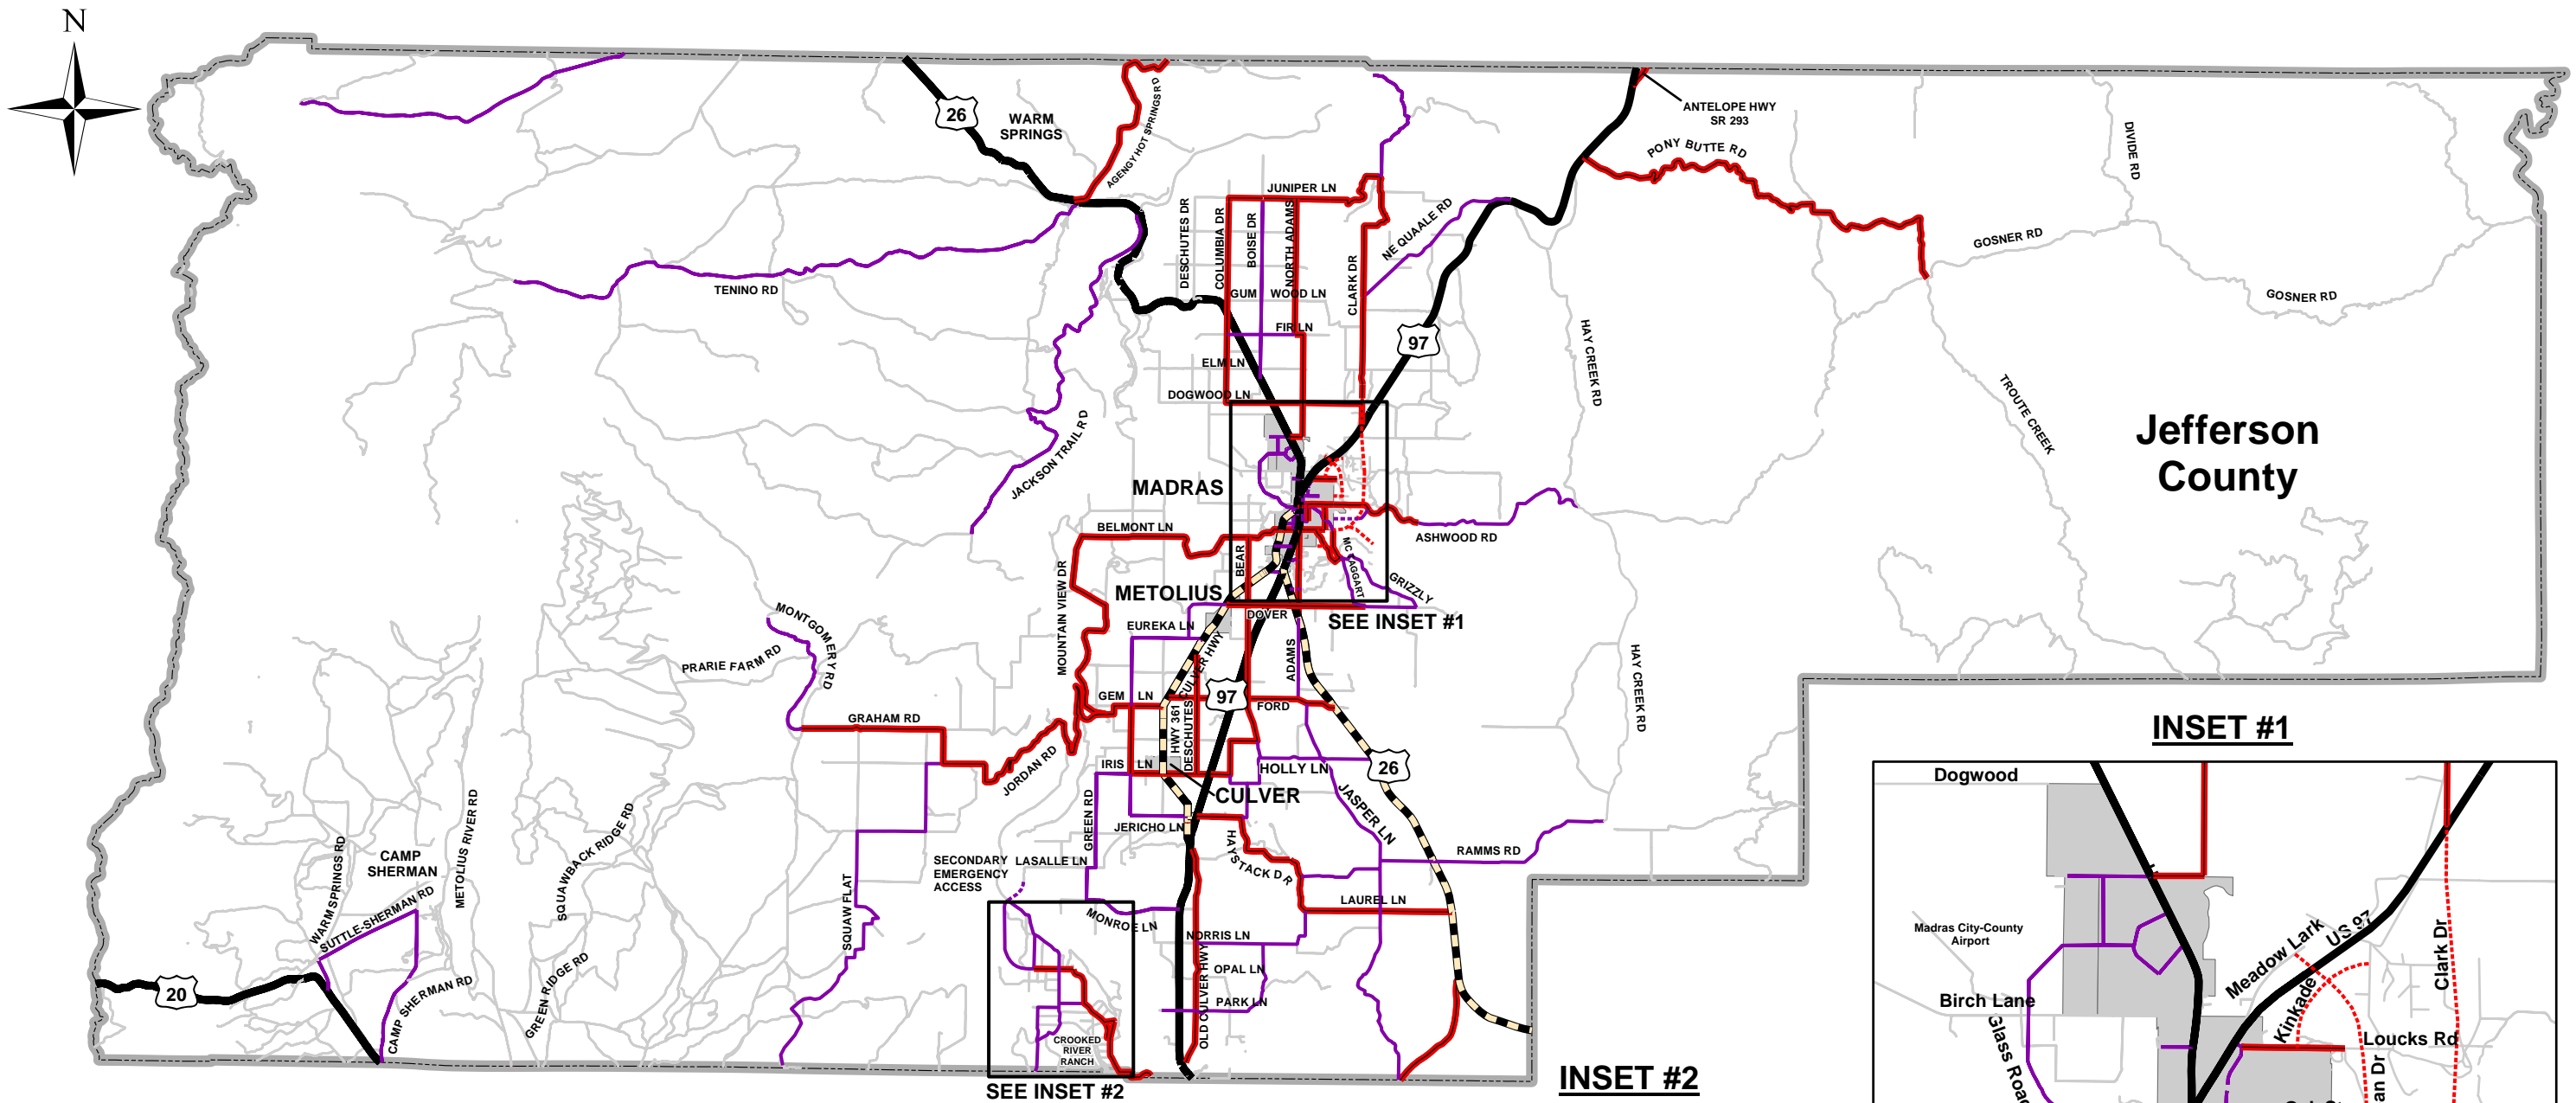 N
26
WARM
SPRINGS
AGENGY HOT SPRINGS RD
ANTELOPE HWY
SR 293
PONY BUTTE RD
DIVIDE RD
JUNIPER LN
DESCHUTES DR
COLUMBIA DR
BOISE DR
NORTH ADAMS
CLARK DR
NE QUAALE RD
GOSNER RD
GOSNER RD
TENINO RD
GUM WOOD LN
FIR LN
97
HAY CREEK RD
ELM LN
DOGWOOD LN
TROUTE CREEK
Jefferson
County
JACKSON TRAIL RD
MADRAS
BELMONT LN
ASHWOOD RD
BEAR
MC TAGGART
GRIZZLY
MOUNTAIN VIEW DR
METOLIUS
DOVER
SEE INSET #1
EUREKA LN
MONTGOMERY RD
PRARIE FARM RD
CULVER HWY
ADAMS
HAY CREEK RD
GEM LN
97
FORD
GRAHAM RD
HWY 361
DESCHUTES
INSET #1
JORDAN RD
IRIS LN
HOLLY LN
26
CULVER
JASPER LN
Dogwood
GREEN RD
JERICHO LN
HAYSTACK DR
METOLIUS RIVER RD
SQUAWBACK RIDGE RD
WARM SPRINGS RD
CAMP
SHERMAN
SECONDARY
EMERGENCY
ACCESS
LASALLE LN
RAMMS RD
SUTTLE-SHERMAN RD
SQUAW FLAT
LAUREL LN
MONROE LN
NORRIS LN
Madras City-County
Airport
Meadow Lark
US 97
Clark Dr
OPAL LN
20
CAMP SHERMAN RD
GREEN RIDGE RD
PARK LN
OLD CULVER HWY
Birch Lane
Kinkade
Glass Road
Loucks Rd
CROOKED
RIVER
RANCH
SEE INSET #2
INSET #2